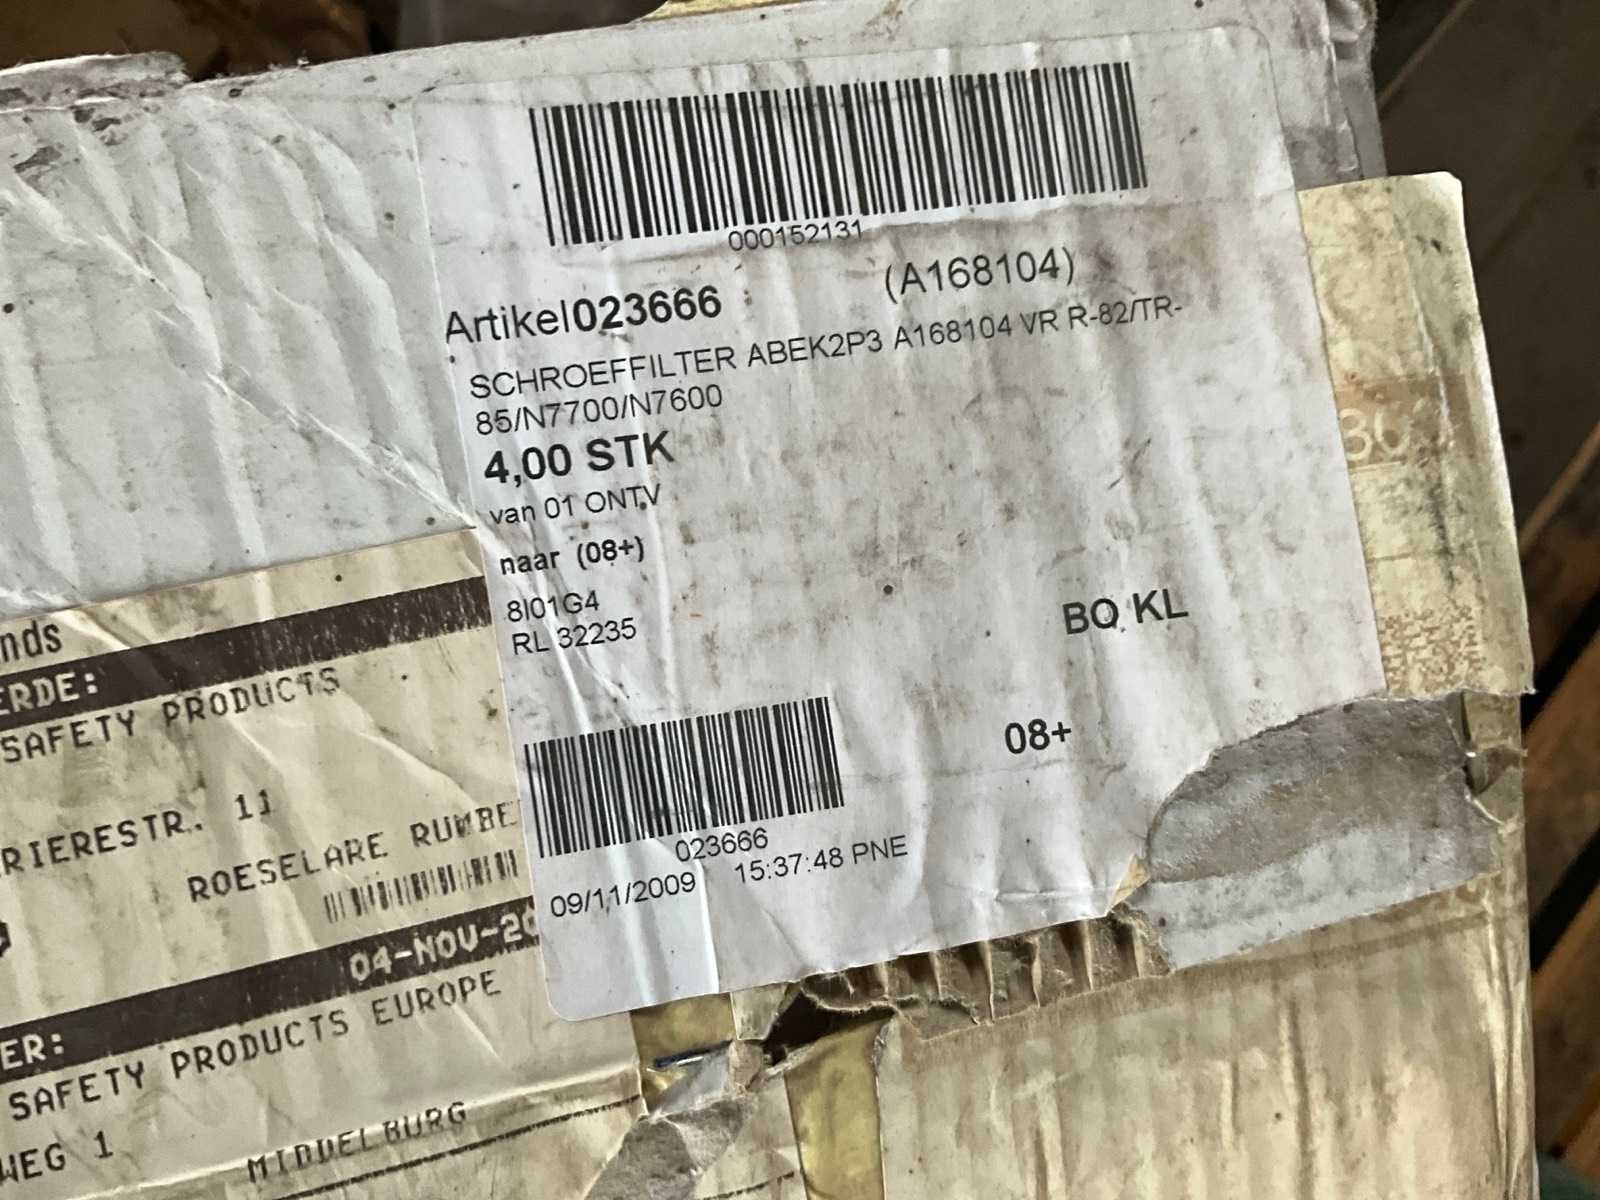 000152131
Artikel023666 (A168104)
SCHROEFFILTER ABEK2P3 A168104 VR R-82/TR-
85/N7700/N7600
4,00 STK
van 01 ONTV
naar (08+)
8I01G4
RL 32235
BO KL
08+
023666
09/11/2009 15:37:48 PNE
nds
ERDE:
SAFETY PRODUCTS
RIERESTR. 11
ROESELARE RUMBE
04-NOV-20
ER:
SAFETY PRODUCTS EUROPE
WEG 1
MIDDELBURG